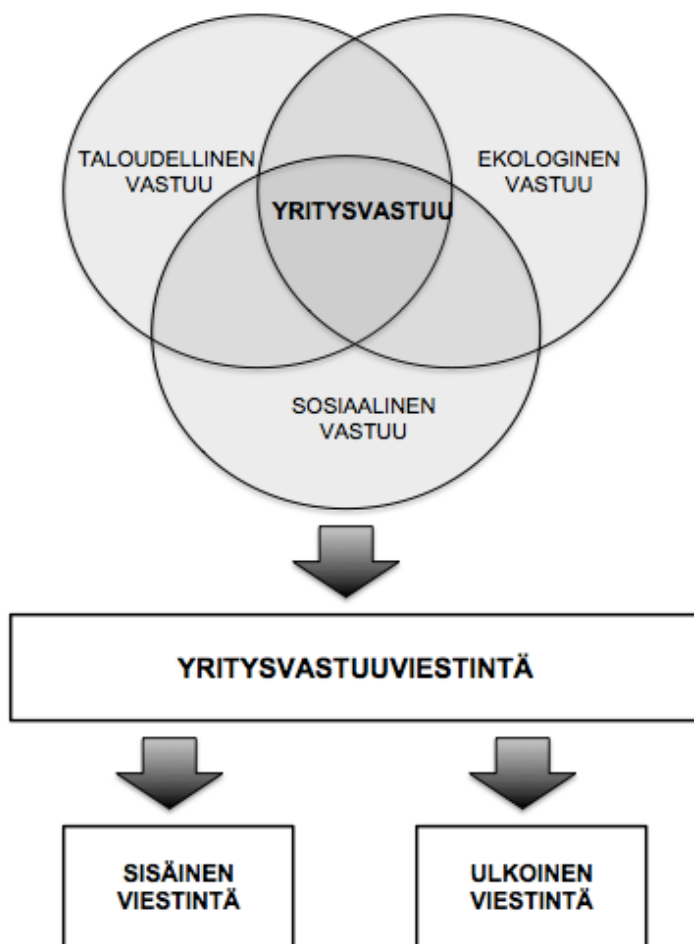 TALOUDELLINEN
VASTUU
EKOLOGINEN
VASTUU
YRITYSVASTUU
SOSIAALINEN
VASTUU
YRITYSVASTUUVIESTINTÄ
SISÄINEN
VIESTINTÄ
ULKOINEN
VIESTINTÄ